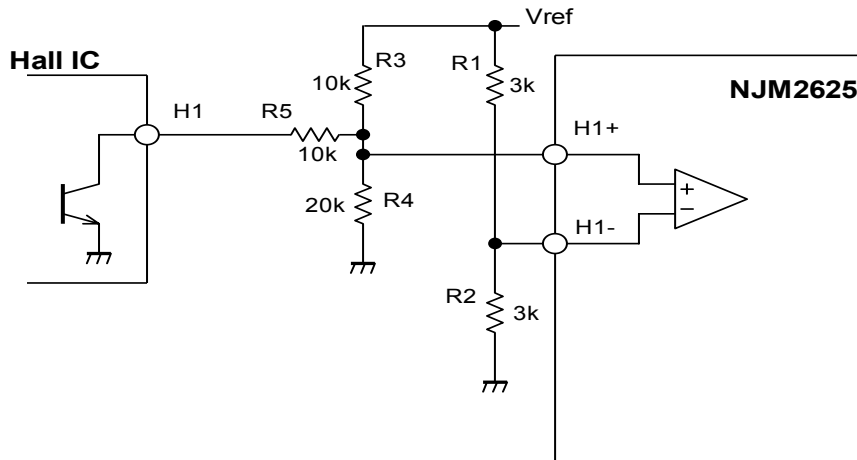 Vref
Hall IC
R3
R1
10k
3k
NJM2625
H1
R5
H1+
10k
+
20k
R4
−
H1-
R2
3k